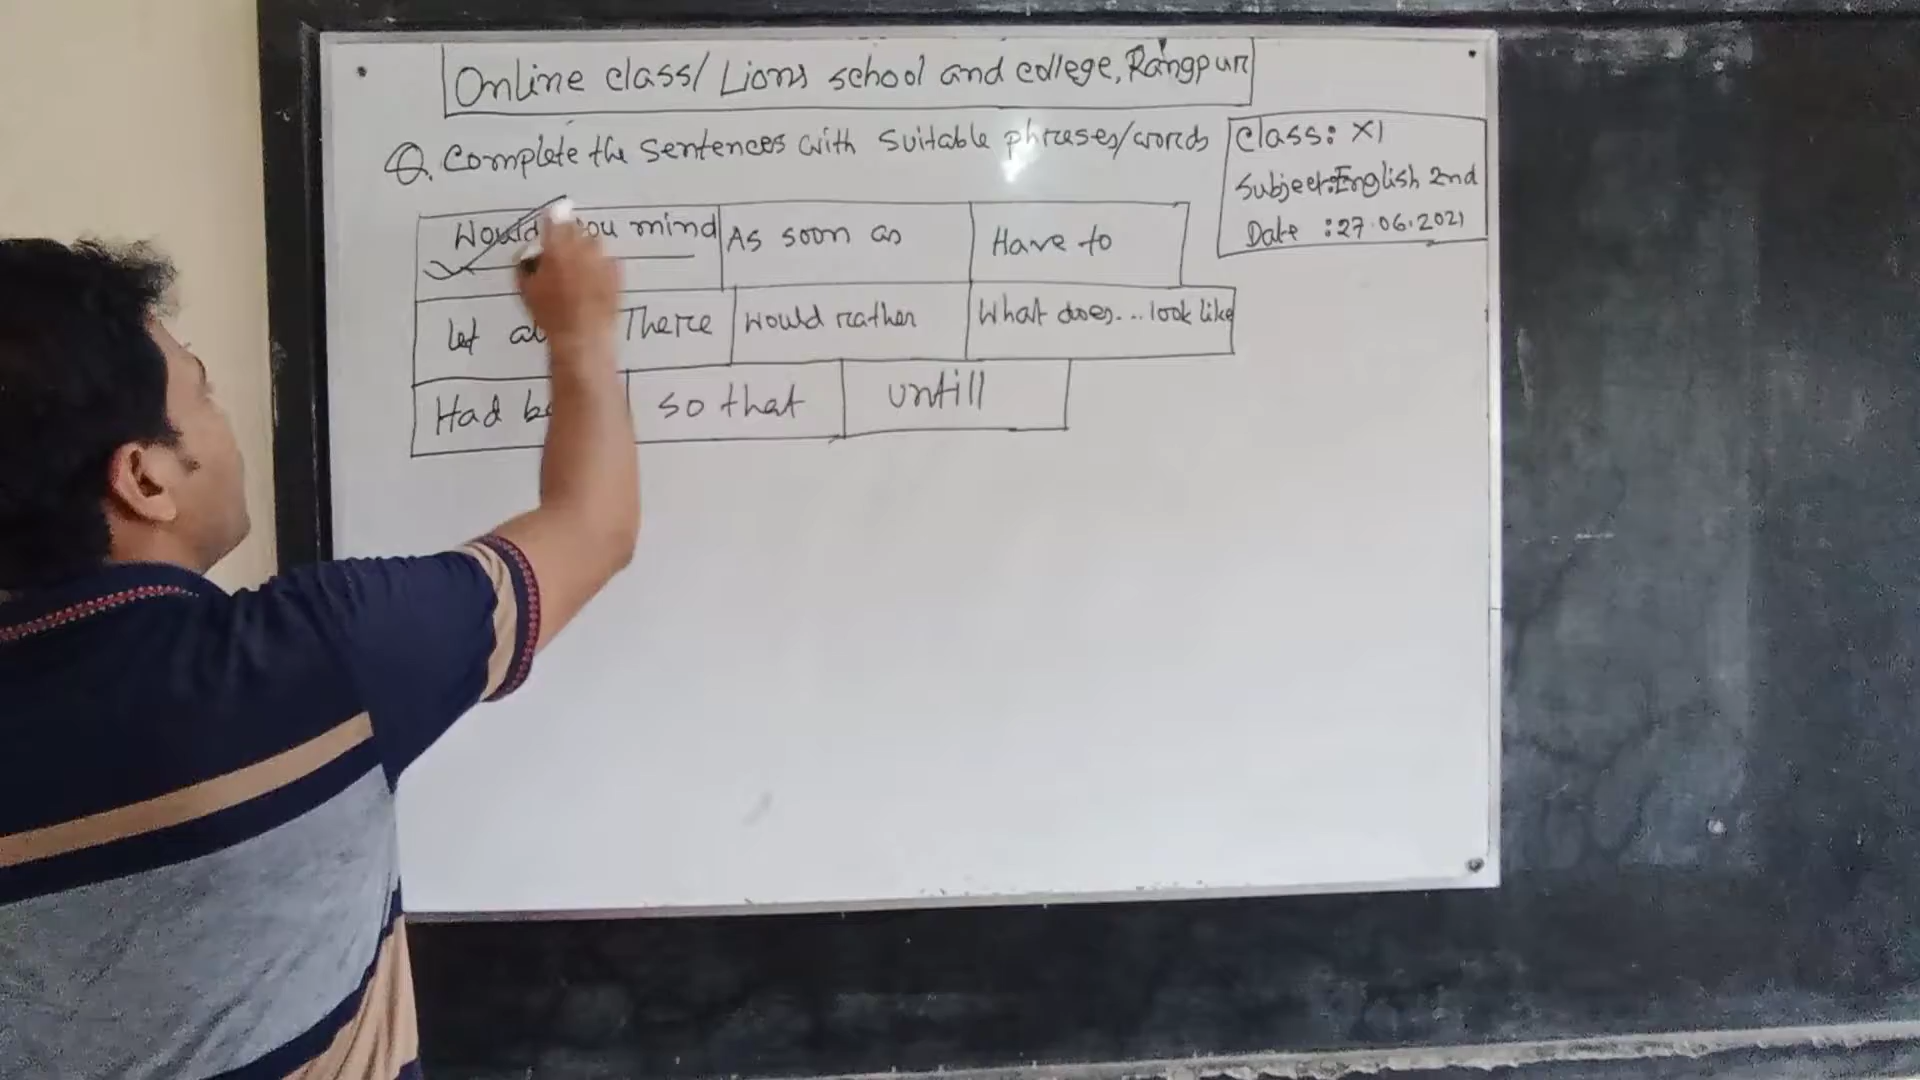 Online class/ Lions school and college, Rangpur
Q. Complete the sentences with suitable phrases/words
Class: XI
Subject: English 2nd
Date : 27.06.2021
Would you mind As soon as Have to
let There would rather What does... look like
Had so that untill